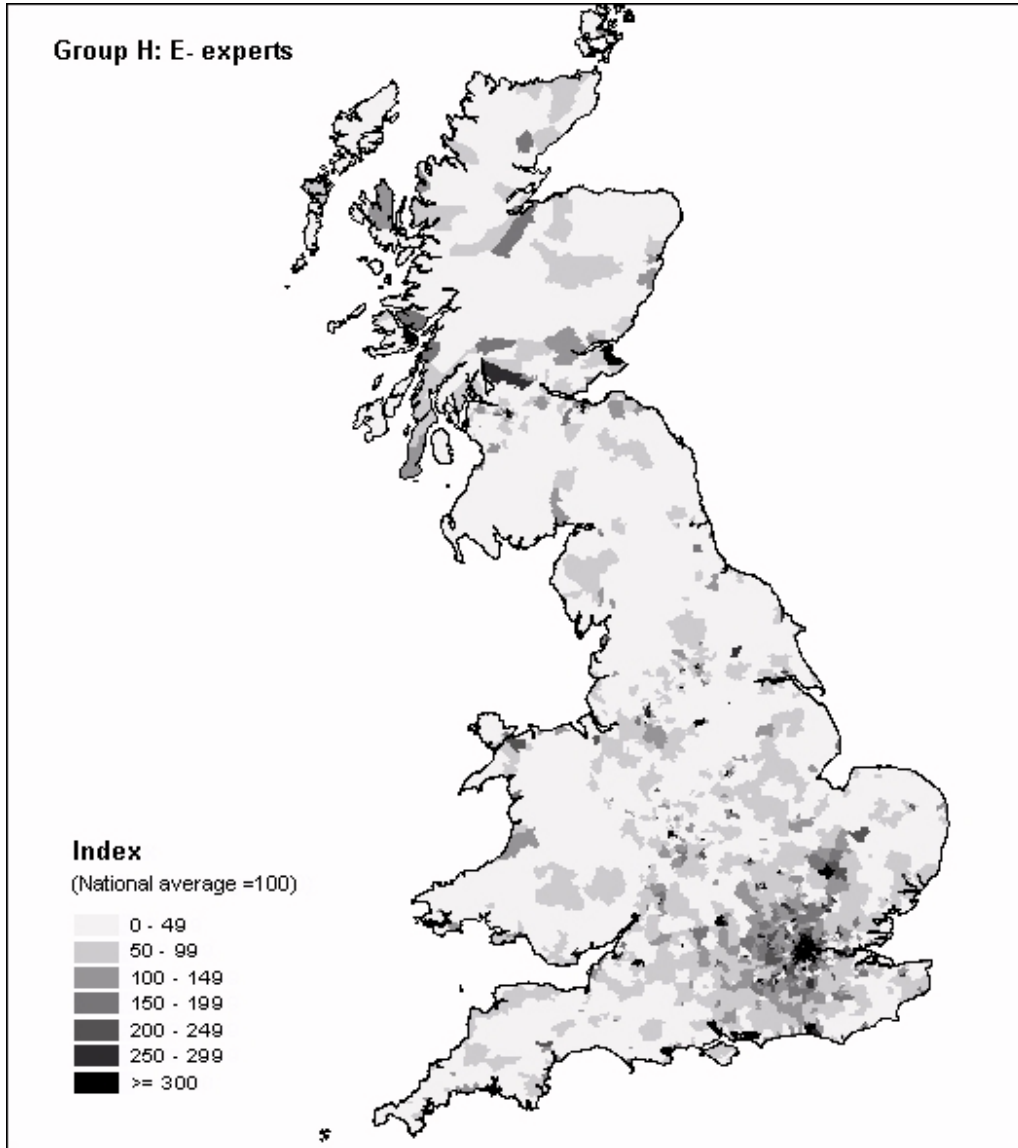 Group H: E- experts
Index
(National average =100)
0 - 49
50 - 99
100 - 149
150 - 199
200 - 249
250 - 299
>= 300